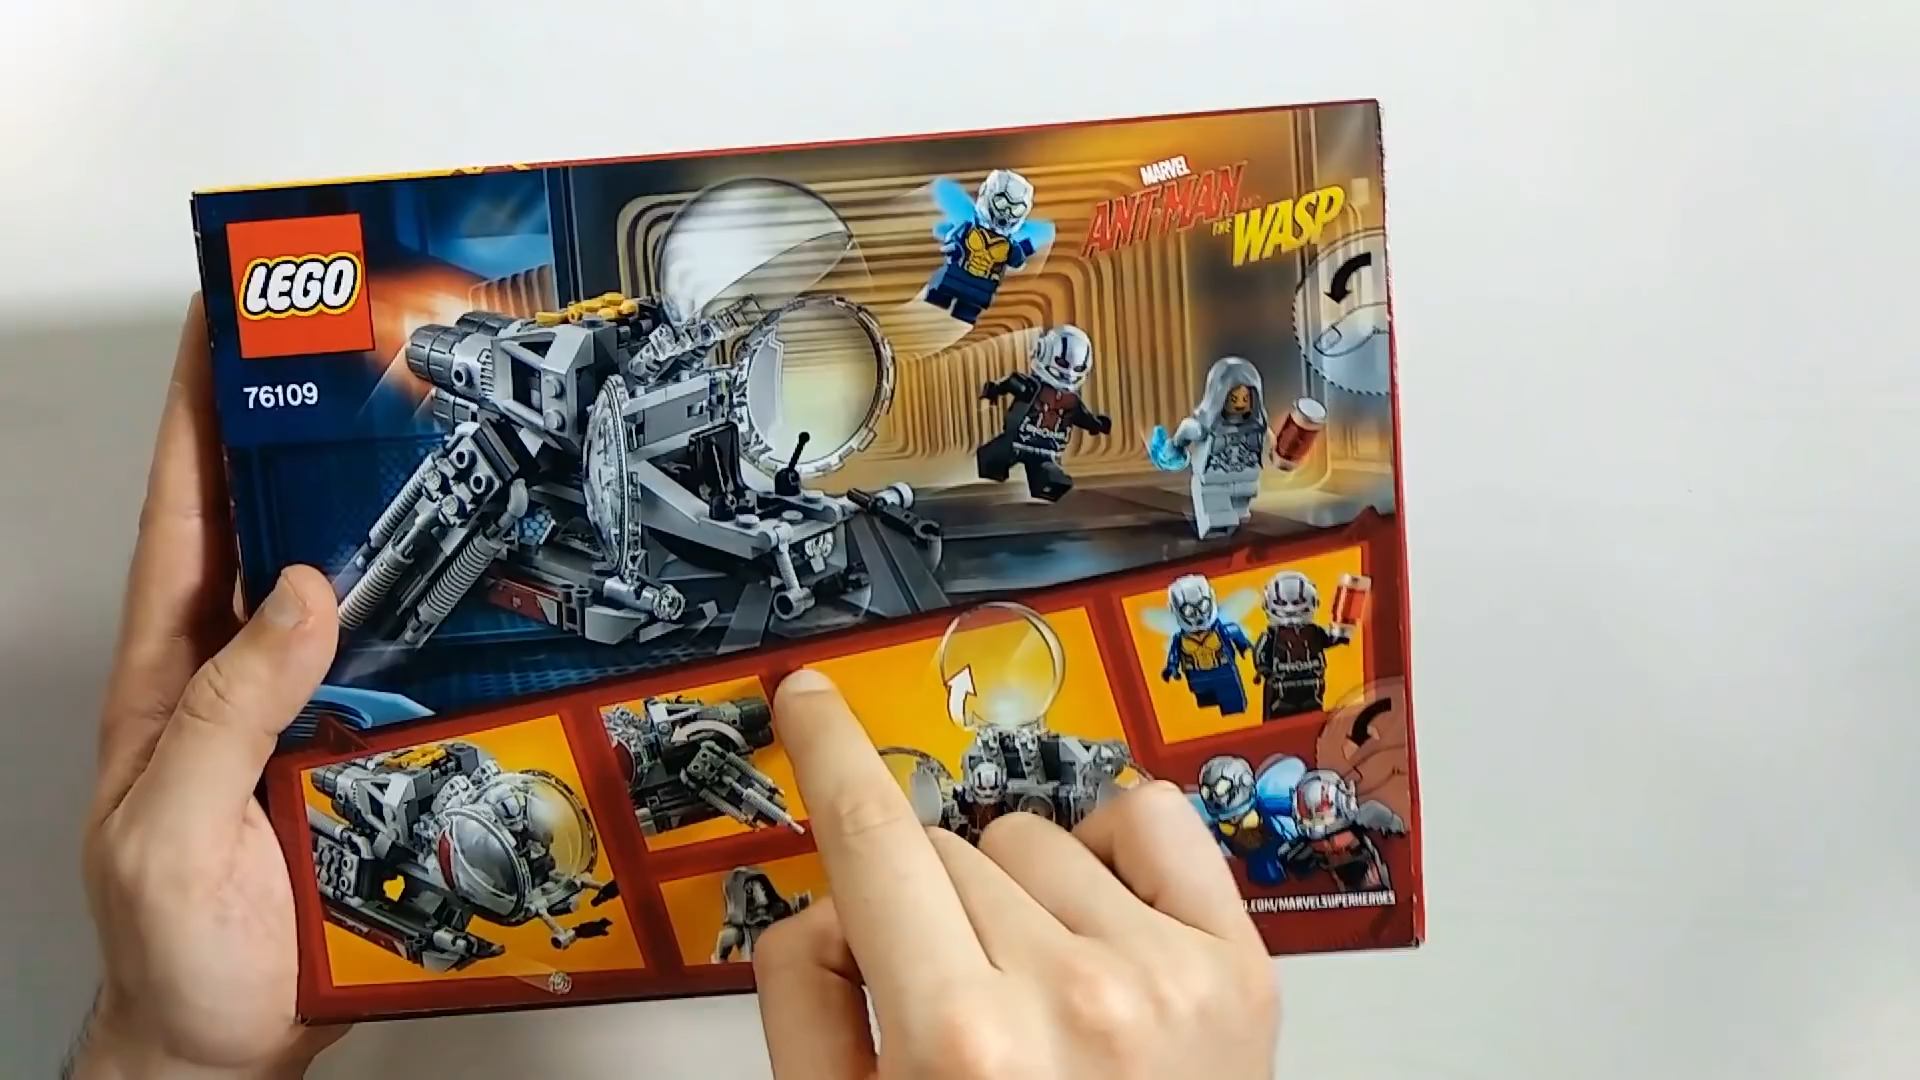 LEGO
76109
MARVEL
ANT-MAN
THE WASP
.COM/MARVELSUPERHEROES